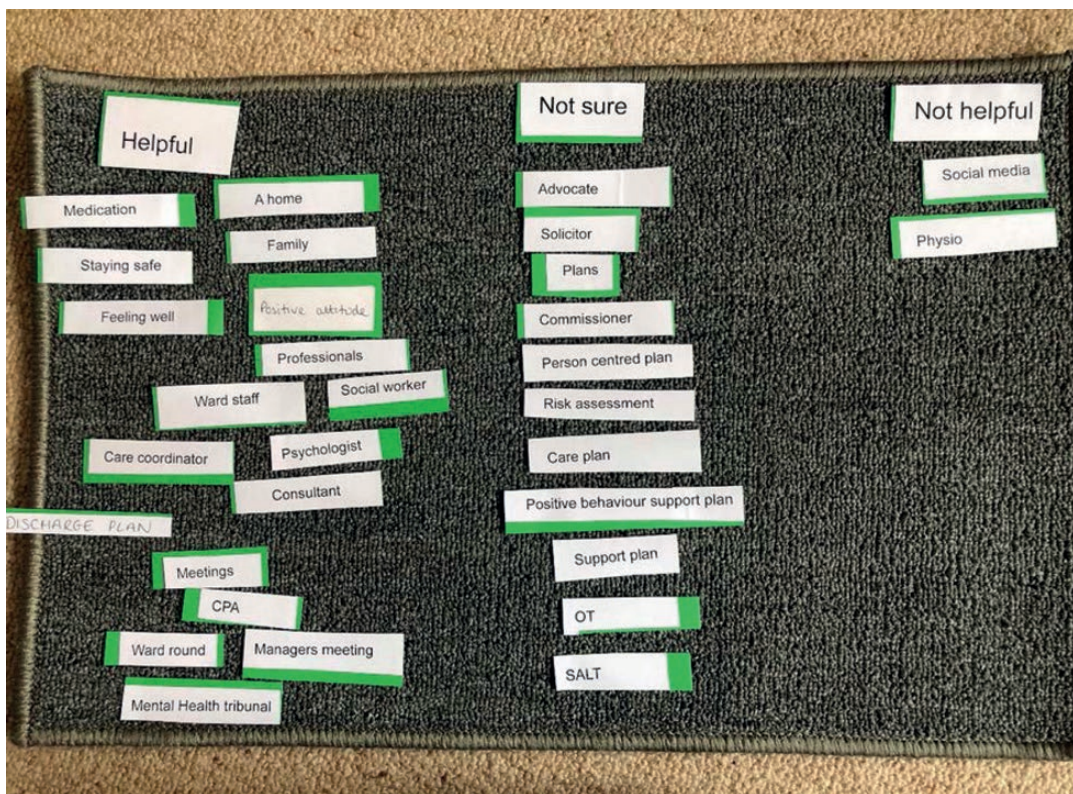 Helpful
Medication
A home
Staying safe
Family
Feeling well
Positive attitude
Professionals
Ward staff
Social worker
Care coordinator
Psychologist
Consultant
DISCHARGE PLAN
Meetings
CPA
Ward round
Managers meeting
Mental Health tribunal
Not sure
Advocate
Solicitor
Plans
Commissioner
Person centred plan
Risk assessment
Care plan
Positive behaviour support plan
Support plan
OT
SALT
Not helpful
Social media
Physio